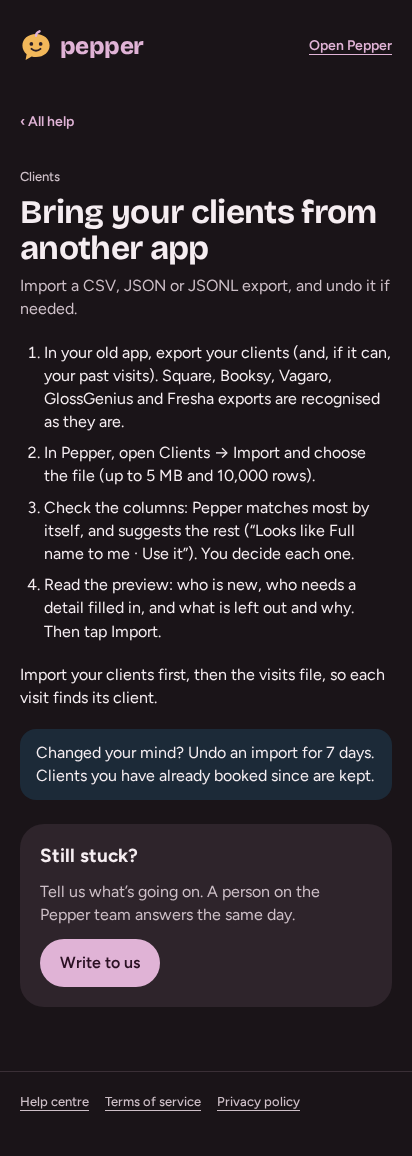 pepper
Open Pepper
‹ All help
Clients
Bring your clients from
another app
Import a CSV, JSON or JSONL export, and undo it if
needed.
1. In your old app, export your clients (and, if it can,
your past visits). Square, Booksy, Vagaro,
GlossGenius and Fresha exports are recognised
as they are.
2. In Pepper, open Clients → Import and choose
the file (up to 5 MB and 10,000 rows).
3. Check the columns: Pepper matches most by
itself, and suggests the rest (“Looks like Full
name to me · Use it”). You decide each one.
4. Read the preview: who is new, who needs a
detail filled in, and what is left out and why.
Then tap Import.
Import your clients first, then the visits file, so each
visit finds its client.
Changed your mind? Undo an import for 7 days.
Clients you have already booked since are kept.
Still stuck?
Tell us what’s going on. A person on the
Pepper team answers the same day.
Write to us
Help centre
Terms of service
Privacy policy